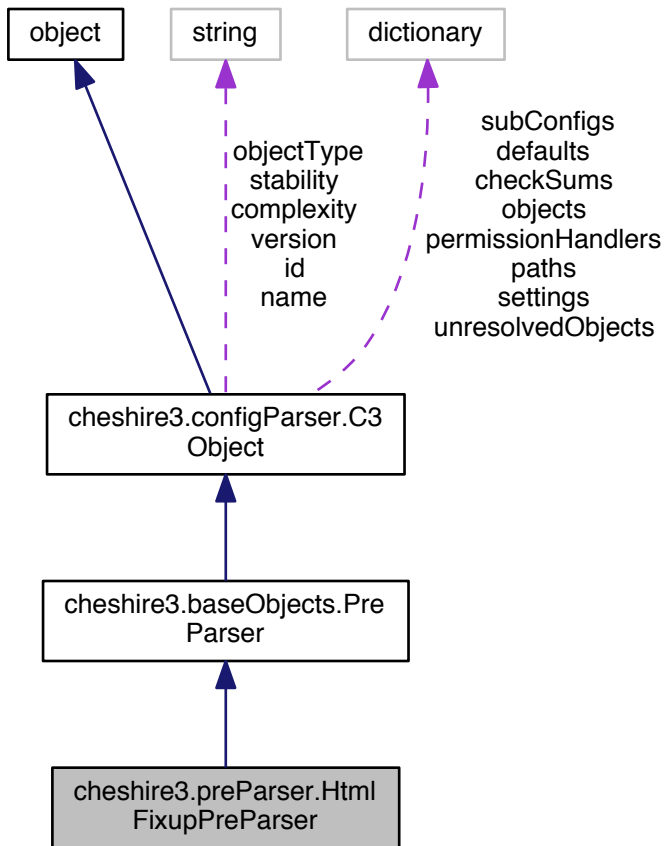 object
string
dictionary
objectType
stability
complexity
version
id
name
subConfigs
defaults
checkSums
objects
permissionHandlers
paths
settings
unresolvedObjects
cheshire3.configParser.C3
Object
cheshire3.baseObjects.Pre
Parser
cheshire3.preParser.Html
FixupPreParser